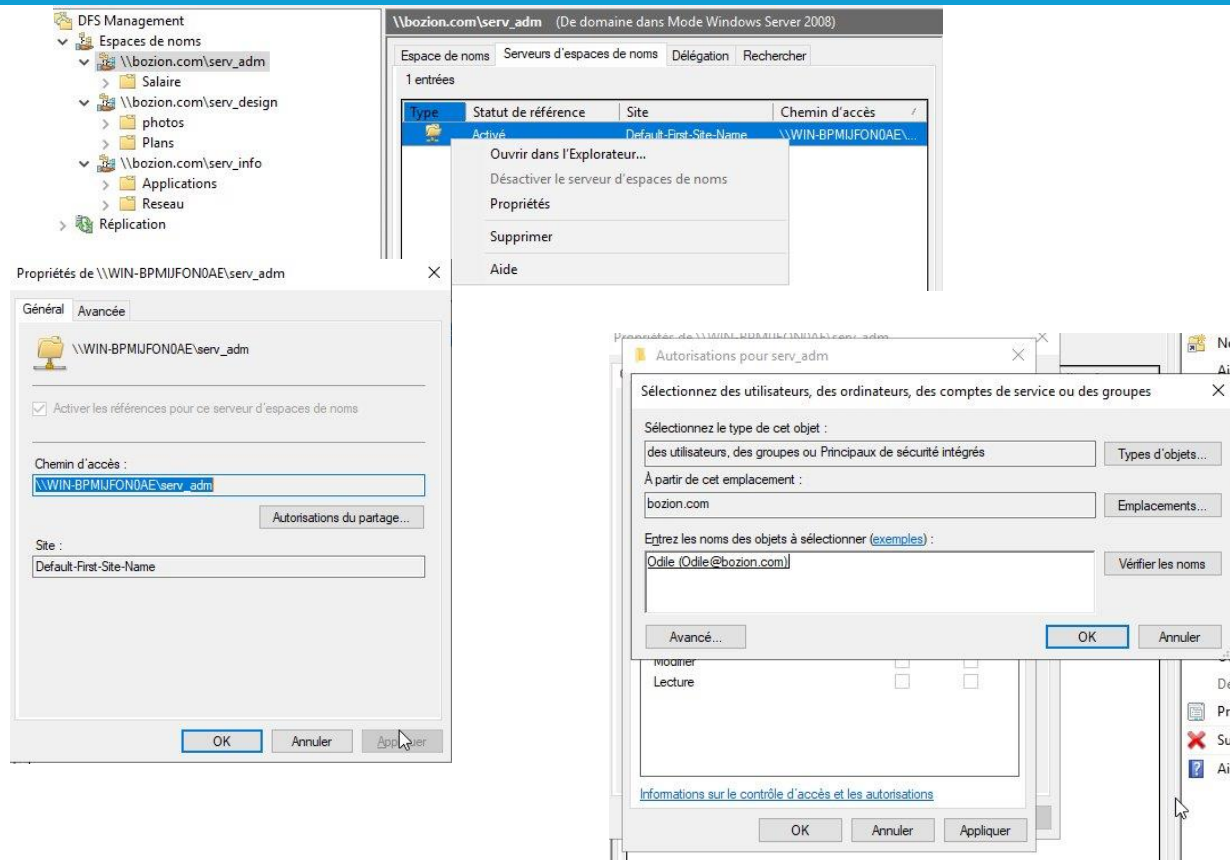 DFS Management
Espaces de noms
\\bozion.com\serv_adm
Salaire
\\bozion.com\serv_design
photos
Plans
\\bozion.com\serv_info
Applications
Reseau
Réplication
\\bozion.com\serv_adm (De domaine dans Mode Windows Server 2008)
Espace de noms Serveurs d'espaces de noms Délégation Rechercher
1 entrées
Type Statut de référence Site Chemin d'accès
Activé Default-First-Site-Name \\WIN-BPMIJFON0AE\...
Ouvrir dans l'Explorateur...
Désactiver le serveur d'espaces de noms
Propriétés
Supprimer
Aide
Propriétés de \\WIN-BPMIJFON0AE\serv_adm
Général Avancée
\\WIN-BPMIJFON0AE\serv_adm
Activer les références pour ce serveur d'espaces de noms
Chemin d'accès :
\\WIN-BPMIJFON0AE\serv_adm
Autorisations du partage...
Site :
Default-First-Site-Name
OK Annuler Appliquer
Propriétés de \\WIN-BPMIJFON0AE\serv_adm
Autorisations pour serv_adm
Sélectionnez des utilisateurs, des ordinateurs, des comptes de service ou des groupes
Sélectionnez le type de cet objet :
des utilisateurs, des groupes ou Principaux de sécurité intégrés Types d'objets...
À partir de cet emplacement :
bozion.com Emplacements...
Entrez les noms des objets à sélectionner (exemples) :
Odile (Odile@bozion.com) Vérifier les noms
Avancé... OK Annuler
Modifier
Lecture
Informations sur le contrôle d'accès et les autorisations
OK Annuler Appliquer